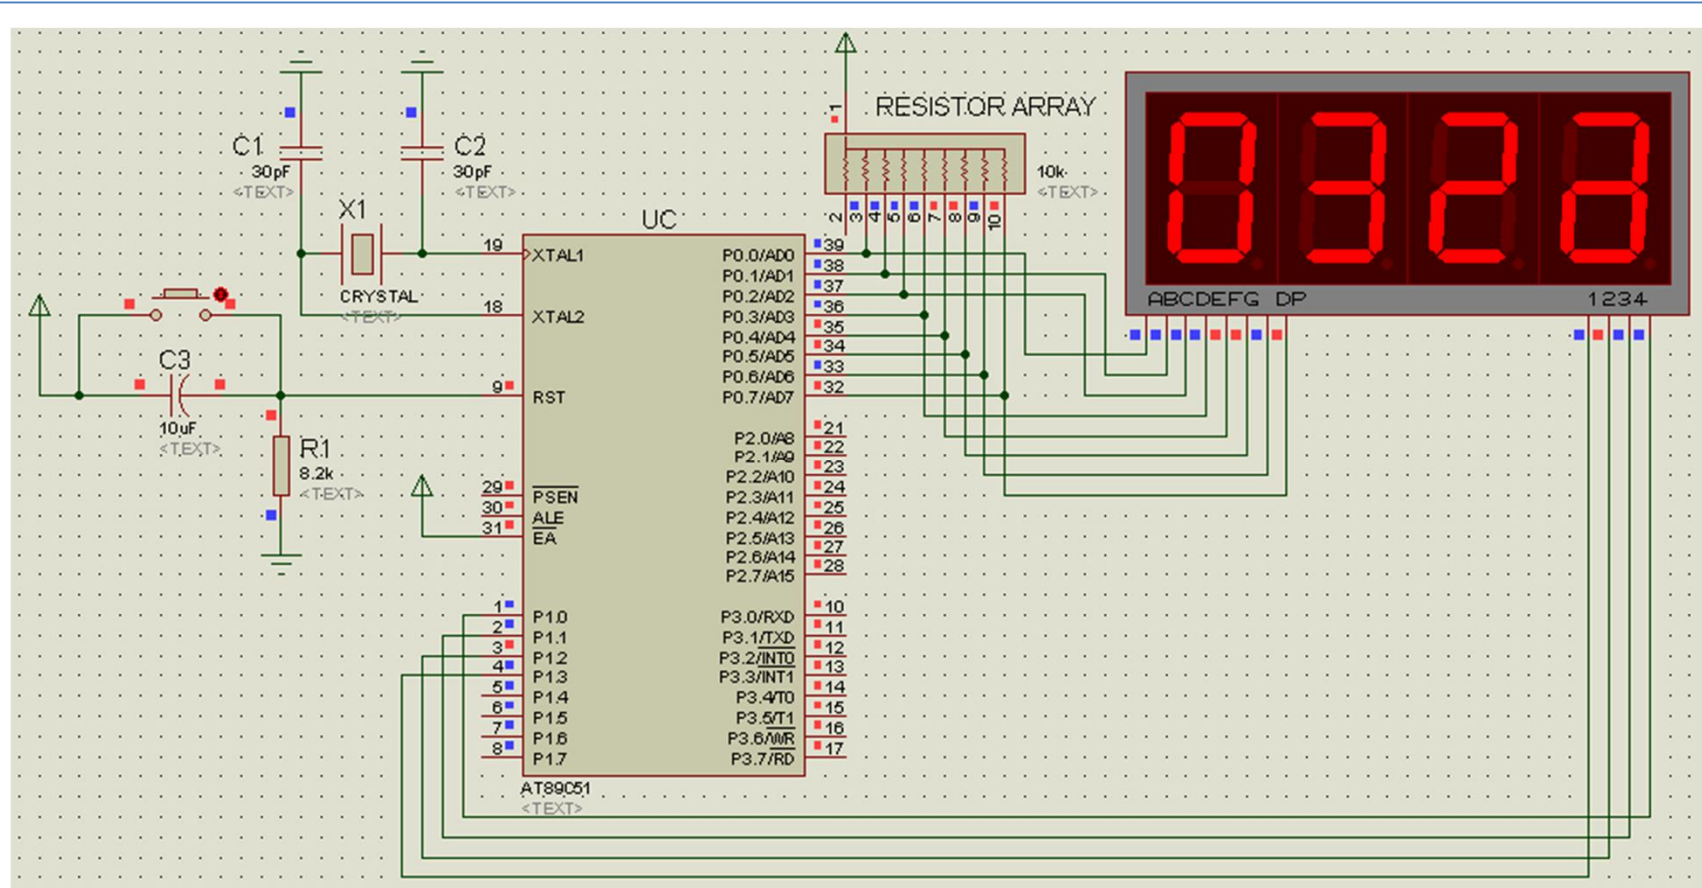 RESISTOR ARRAY
1
10k
<TEXT>
2 3 4 5 6 7 8 9 10
ABCDEFG DP
1234
C1
30pF
<TEXT>
C2
30pF
<TEXT>
X1
CRYSTAL
<TEXT>
C3
10uF
<TEXT>
R1
8.2k
<TEXT>
UC
19 XTAL1
18 XTAL2
9 RST
29 PSEN
30 ALE
31 EA
1 P1.0
2 P1.1
3 P1.2
4 P1.3
5 P1.4
6 P1.5
7 P1.6
8 P1.7
P0.0/AD0 39
P0.1/AD1 38
P0.2/AD2 37
P0.3/AD3 36
P0.4/AD4 35
P0.5/AD5 34
P0.6/AD6 33
P0.7/AD7 32
P2.0/A8 21
P2.1/A9 22
P2.2/A10 23
P2.3/A11 24
P2.4/A12 25
P2.5/A13 26
P2.6/A14 27
P2.7/A15 28
P3.0/RXD 10
P3.1/TXD 11
P3.2/INT0 12
P3.3/INT1 13
P3.4/T0 14
P3.5/T1 15
P3.6/WR 16
P3.7/RD 17
AT89C51
<TEXT>